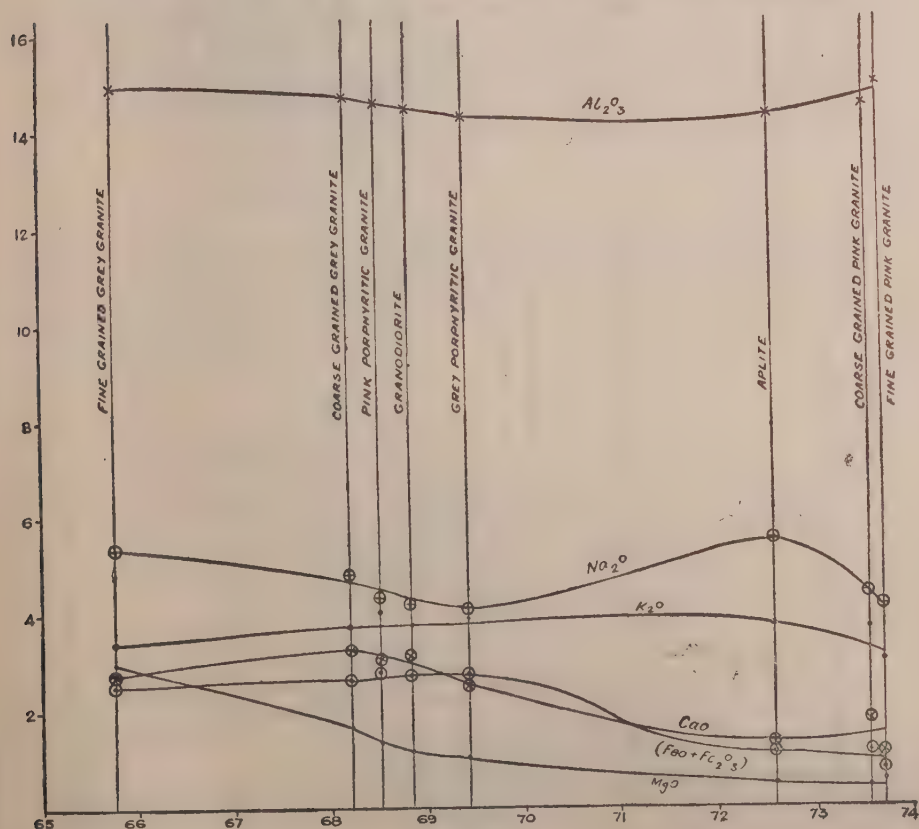 16
14
12
10
8
6
4
2
Al₂O₃
FINE GRAINED GREY GRANITE
COARSE GRAINED GREY GRANITE
PINK PORPHYRITIC GRANITE
GRANODIORITE
GREY PORPHYRITIC GRANITE
APLITE
COARSE GRAINED PINK GRANITE
FINE GRAINED PINK GRANITE
Na₂O
K₂O
CaO
(FeO+Fe₂O₃)
MgO
65 66 67 68 69 70 71 72 73 74